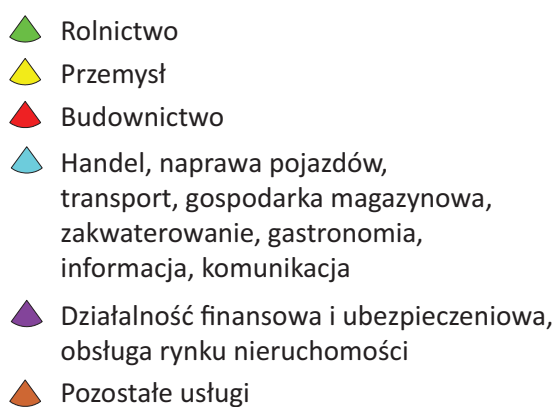 Rolnictwo
Przemysł
Budownictwo
Handel, naprawa pojazdów,
transport, gospodarka magazynowa,
zakwaterowanie, gastronomia,
informacja, komunikacja
Działalność finansowa i ubezpieczeniowa,
obsługa rynku nieruchomości
Pozostałe usługi